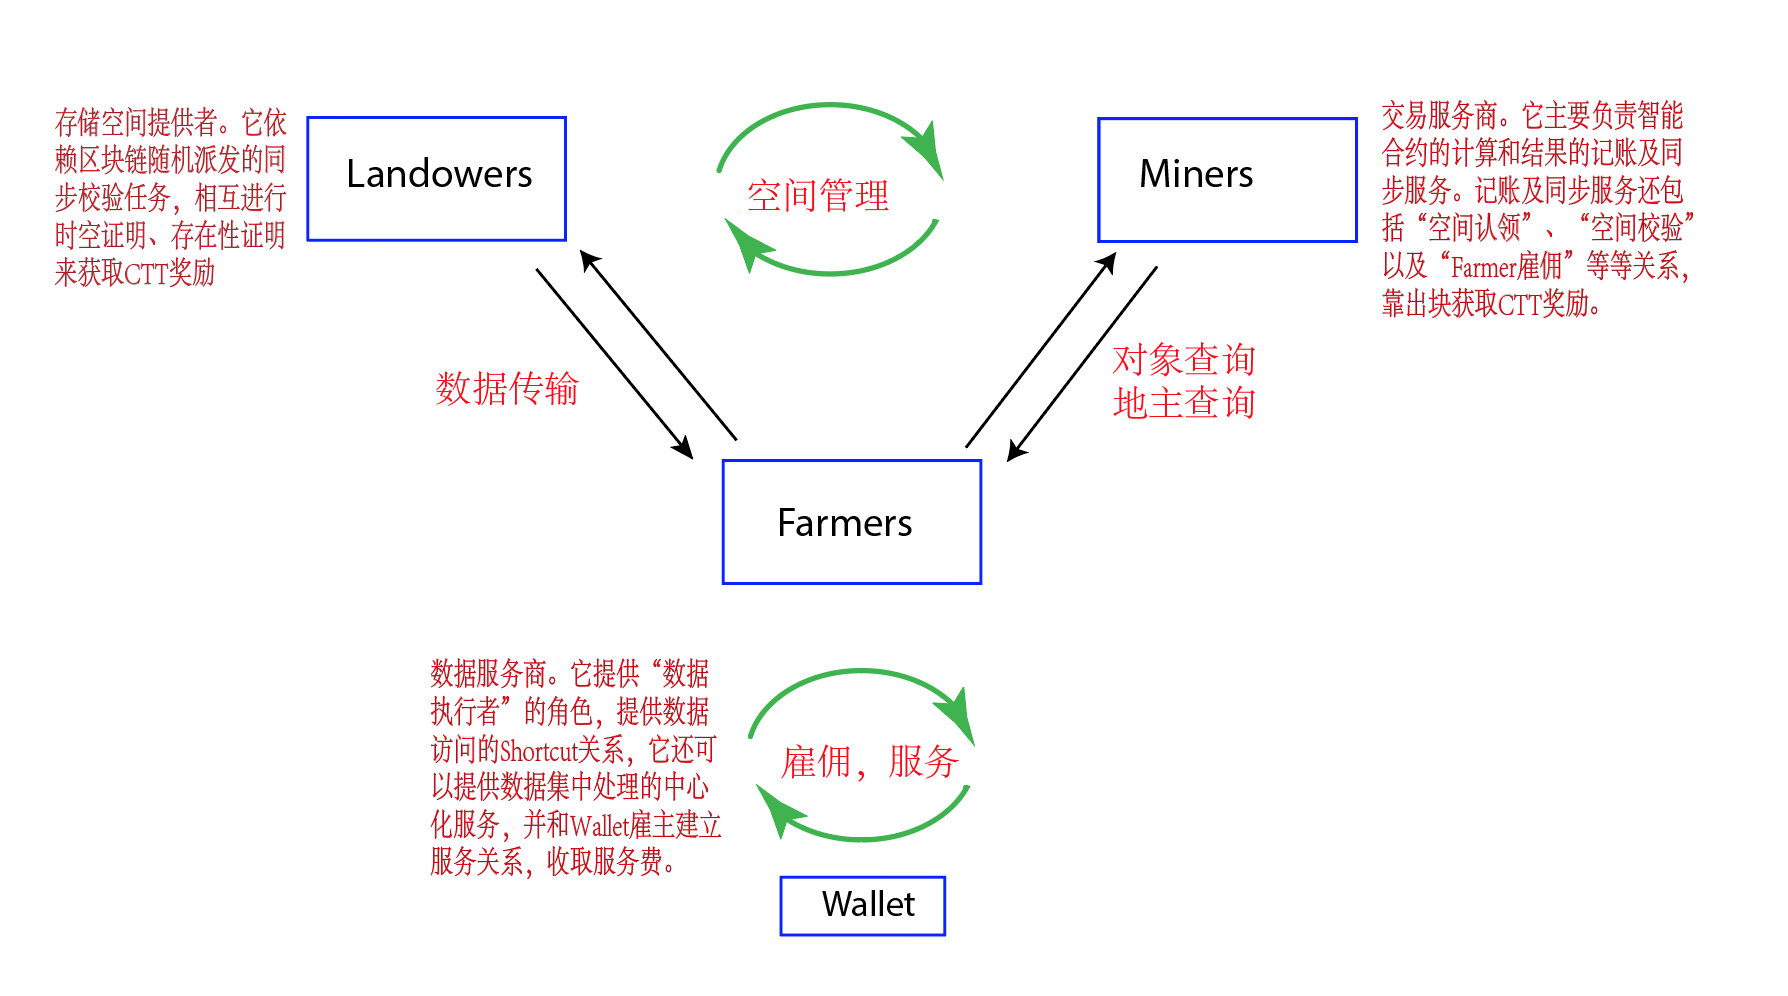 存储空间提供者。它依
赖区块链随机派发的同
步校验任务，相互进行
时空证明、存在性证明
来获取CTT奖励
Landowers
空间管理
Miners
交易服务商。它主要负责智能
合约的计算和结果的记账及同
步服务。记账及同步服务还包
括“空间认领”、“空间校验”
以及“Farmer雇佣”等等关系，
靠出块获取CTT奖励。
数据传输
对象查询
地主查询
Farmers
数据服务商。它提供“数据
执行者”的角色，提供数据
访问的Shortcut关系，它还可
以提供数据集中处理的中心
化服务，并和Wallet雇主建立
服务关系，收取服务费。
雇佣，服务
Wallet